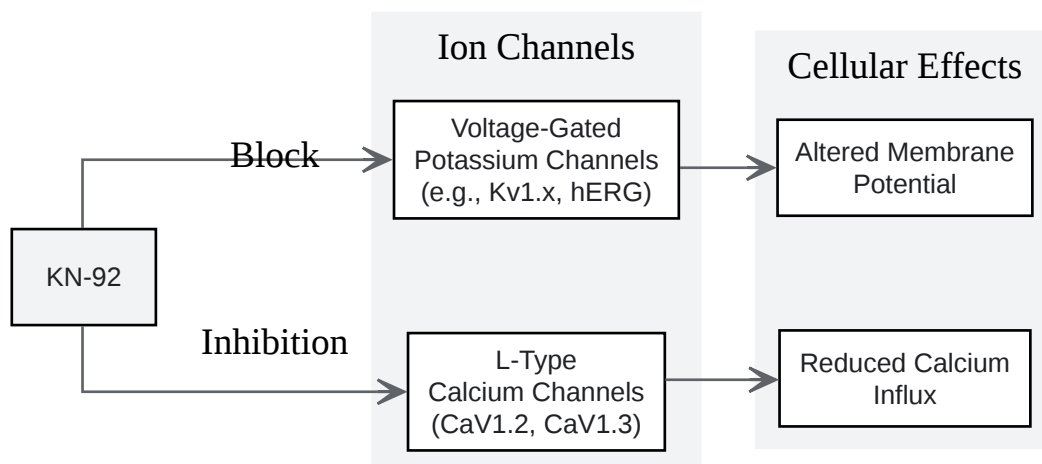 Ion Channels
Cellular Effects
Voltage-Gated
Potassium Channels
(e.g., Kv1.x, hERG)
Block
Altered Membrane
Potential
KN-92
Inhibition
L-Type
Calcium Channels
(CaV1.2, CaV1.3)
Reduced Calcium
Influx